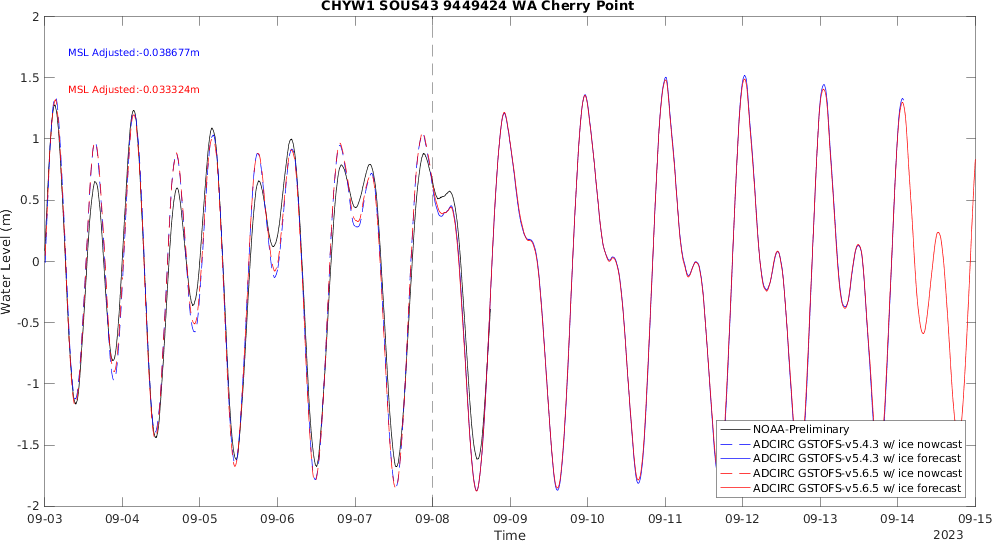 CHYW1 SOUS43 9449424 WA Cherry Point
MSL Adjusted:-0.038677m
MSL Adjusted:-0.033324m
Water Level (m)
2
1.5
1
0.5
0
-0.5
-1
-1.5
-2
NOAA-Preliminary
ADCIRC GSTOFS-v5.4.3 w/ ice nowcast
ADCIRC GSTOFS-v5.4.3 w/ ice forecast
ADCIRC GSTOFS-v5.6.5 w/ ice nowcast
ADCIRC GSTOFS-v5.6.5 w/ ice forecast
09-03 09-04 09-05 09-06 09-07 09-08 09-09 09-10 09-11 09-12 09-13 09-14 09-15
Time
2023